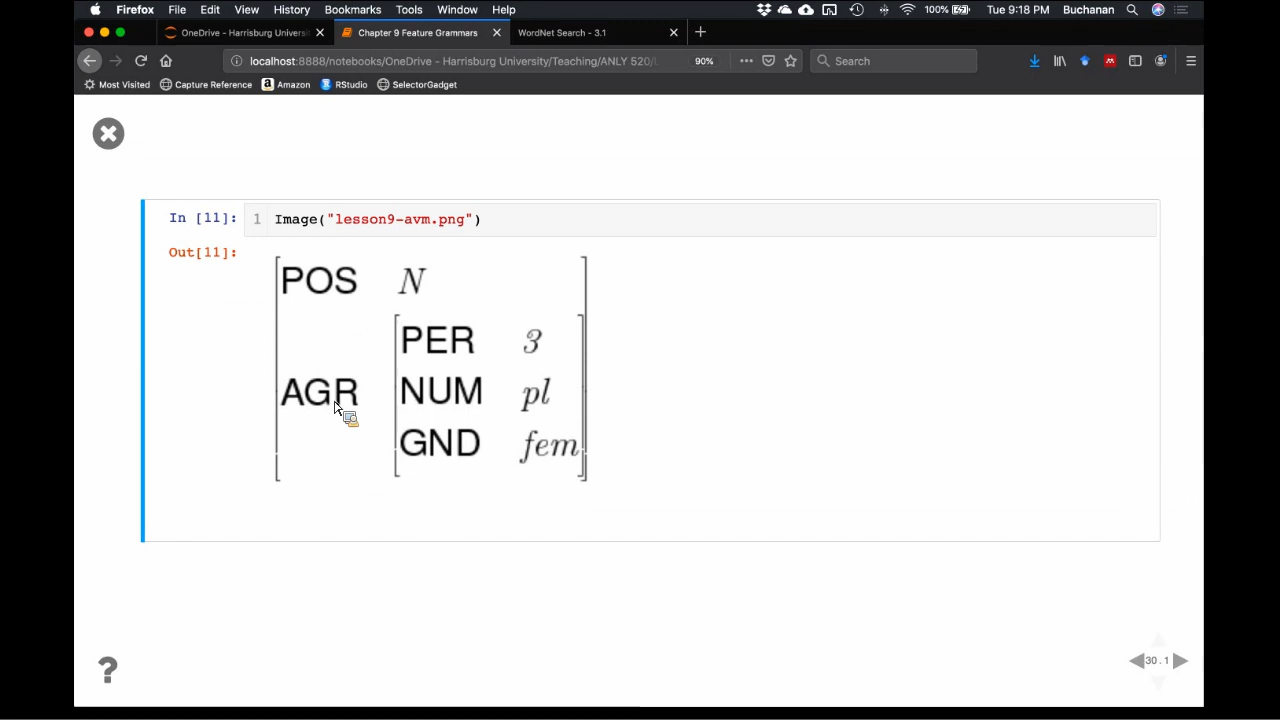 Firefox File Edit View History Bookmarks Tools Window Help 100% Tue 9:18 PM Buchanan
OneDrive - Harrisburg Universi Chapter 9 Feature Grammars WordNet Search - 3.1
localhost:8888/notebooks/OneDrive - Harrisburg University/Teaching/ANLY 520/L 90% Search
Most Visited Capture Reference Amazon RStudio SelectorGadget
In [11]: 1 Image("lesson9-avm.png")
Out[11]:
POS N
PER 3
AGR NUM pl
GND fem
30.1
?